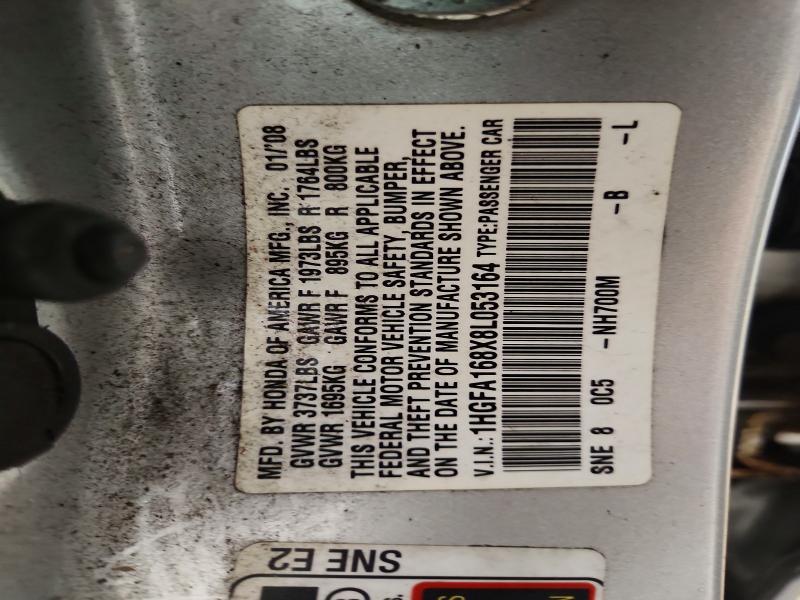 MFD. BY HONDA OF AMERICA MFG., INC. 01/'08
GVWR 3737LBS GAWR F 1973LBS R 1764LBS
GVWR 1695KG GAWR F 895KG R 800KG
THIS VEHICLE CONFORMS TO ALL APPLICABLE
FEDERAL MOTOR VEHICLE SAFETY, BUMPER,
AND THEFT PREVENTION STANDARDS IN EFFECT
ON THE DATE OF MANUFACTURE SHOWN ABOVE.
V.I.N.: 1HGFA168X8L053164 TYPE:PASSENGER CAR
SNE 8 0C5 -NH700M -B -L
SNE E2